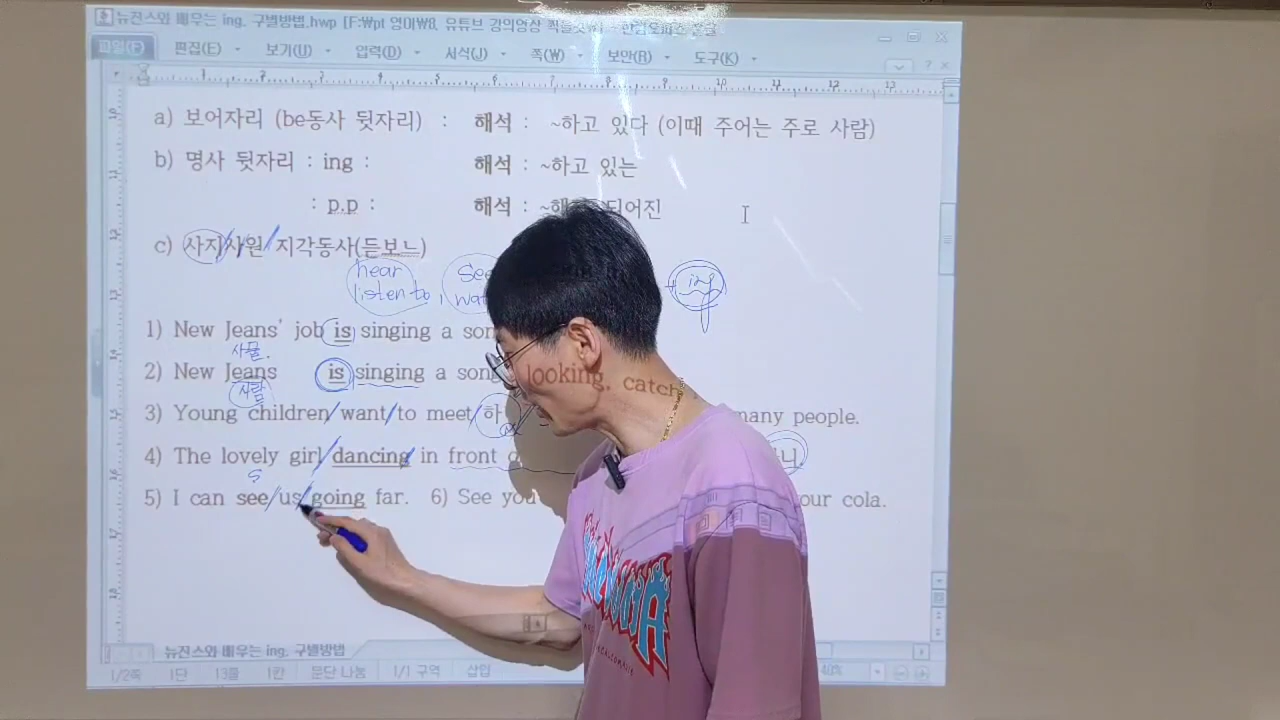 뉴진스와 배우는 ing. 구별방법.hwp [F:₩pt 영어₩8. 유튜브 강의영상
파일(F) 편집(E) 보기(U) 입력(D) 서식(J) 쪽(W) 보안(R) 도구(K)
a) 보어자리 (be동사 뒷자리) : 해석 : ~하고 있다 (이때 주어는 주로 사람)
b) 명사 뒷자리 : ing : 해석 : ~하고 있는
: p.p : 해석 : 되어진
c) 사지/사원/ 지각동사(듣보느)
hear
listen to, ing
1) New Jeans' job is singing a son
사물.
2) New Jeans is singing a song looking, catch
사람
3) Young children/want/to meet/하 many people.
4) The lovely girl/dancing/in front 니
S
5) I can see/us/going far. 6) See you our cola.
뉴진스와 배우는 ing. 구별방법
1/2쪽 1단 13줄 1칸 문단 나눔 1/1 구역 삽입